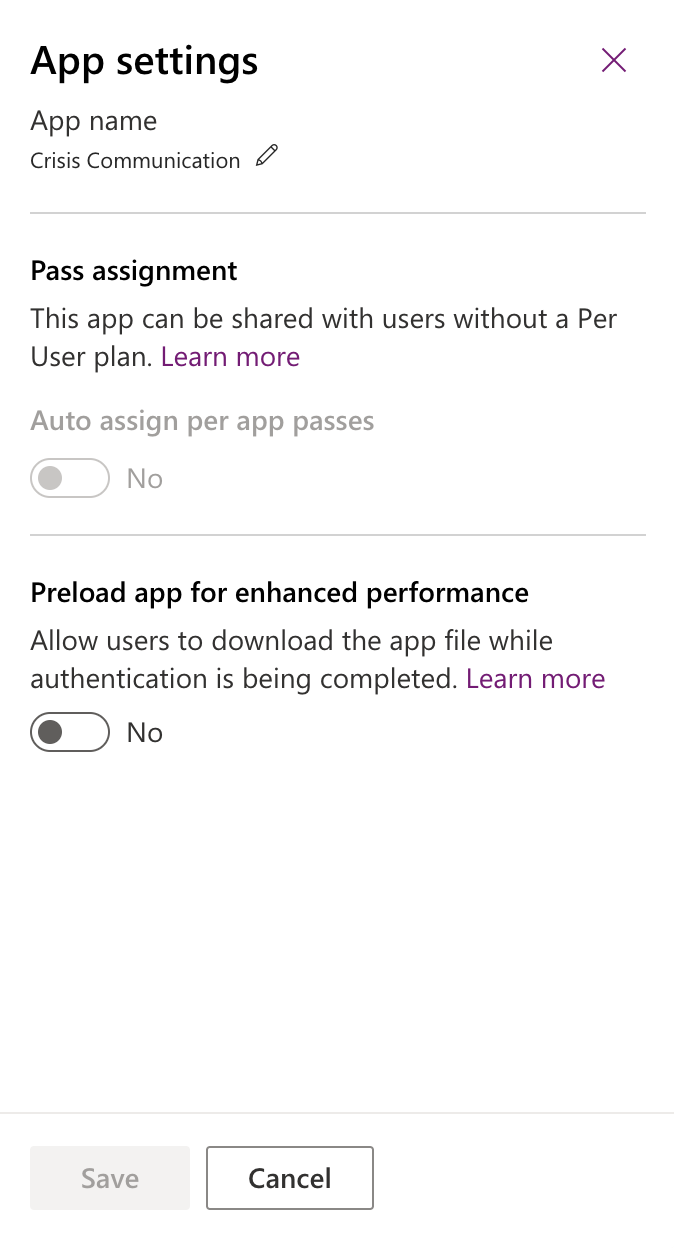 App settings
App name
Crisis Communication
Pass assignment
This app can be shared with users without a Per
User plan. Learn more
Auto assign per app passes
No
Preload app for enhanced performance
Allow users to download the app file while
authentication is being completed. Learn more
No
Save
Cancel